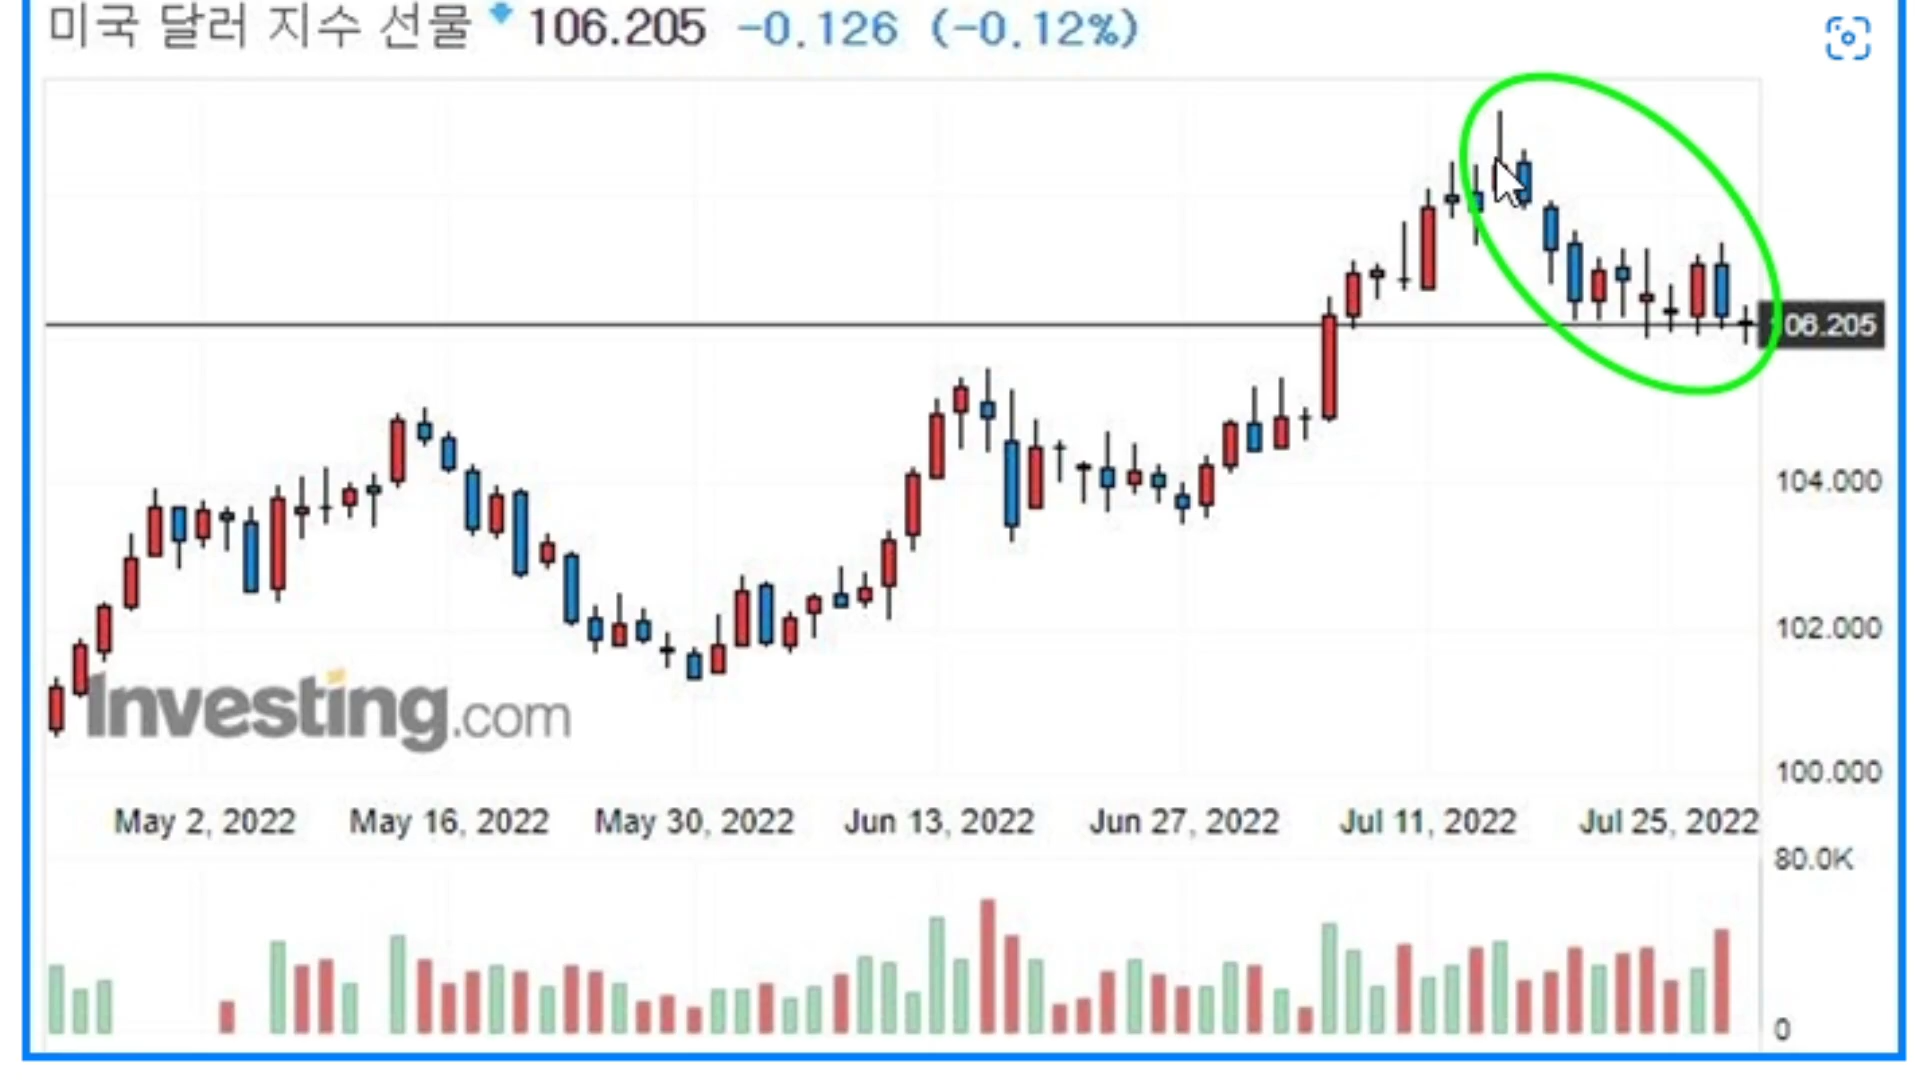 미국 달러 지수 선물 106.205 -0.126 (-0.12%)
06.205
104.000
102.000
Investing.com
100.000
May 2, 2022 May 16, 2022 May 30, 2022 Jun 13, 2022 Jun 27, 2022 Jul 11, 2022 Jul 25, 2022
80.0K
0